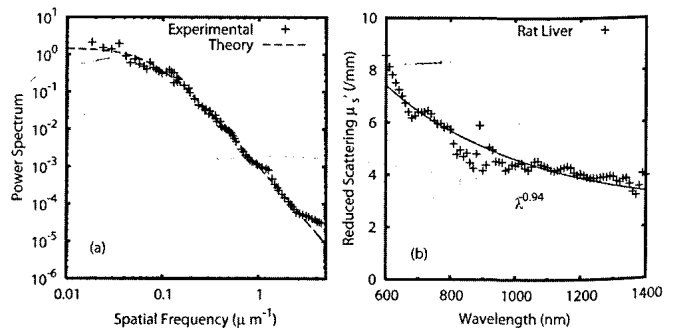 Experimental +
Theory ----
10^1
10^0
10^-1
10^-2
10^-3
10^-4
10^-5
10^-6
Power Spectrum
(a)
0.01
0.1
1
Spatial Frequency (μ m^-1)
Rat Liver +
10
8
6
4
2
0
Reduced Scattering μs' (/mm)
λ^-0.94
(b)
600
800
1000
1200
1400
Wavelength (nm)